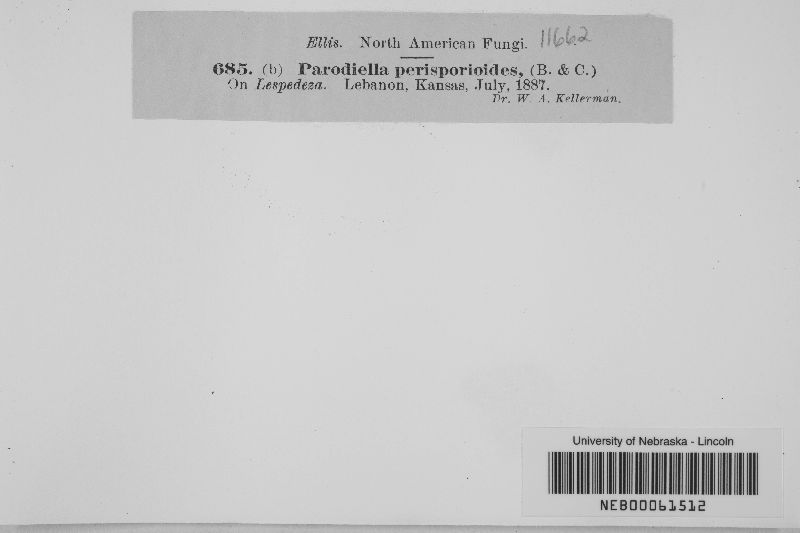 Ellis. North American Fungi. 11662
685. (b) Parodiella perisporioides, (B. & C.)
On Lespedeza. Lebanon, Kansas, July, 1887.
Dr. W. A. Kellerman.
University of Nebraska - Lincoln
NEB00061512